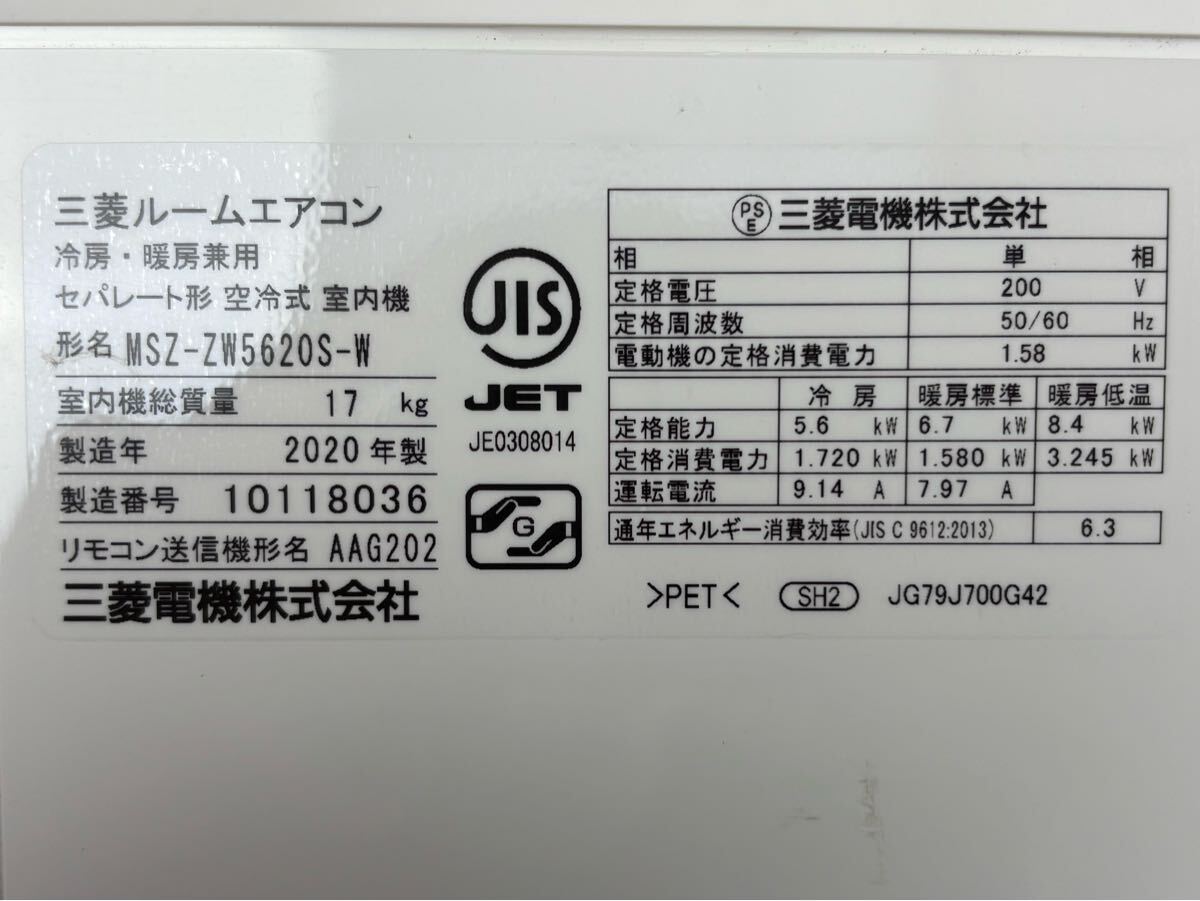 三菱ルームエアコン
冷房・暖房兼用
セパレート形 空冷式 室内機
形名 MSZ-ZW5620S-W
室内機総質量 17 kg
製造年 2020 年製
製造番号 10118036
リモコン送信機形名 AAG202
三菱電機株式会社
JIS
JET
JE0308014
G
PS
E
三菱電機株式会社
相 単 相
定格電圧 200 V
定格周波数 50/60 Hz
電動機の定格消費電力 1.58 kW
冷 房 暖房標準 暖房低温
定格能力 5.6 kW 6.7 kW 8.4 kW
定格消費電力 1.720 kW 1.580 kW 3.245 kW
運転電流 9.14 A 7.97 A
通年エネルギー消費効率(JIS C 9612:2013) 6.3
>PET< SH2 JG79J700G42